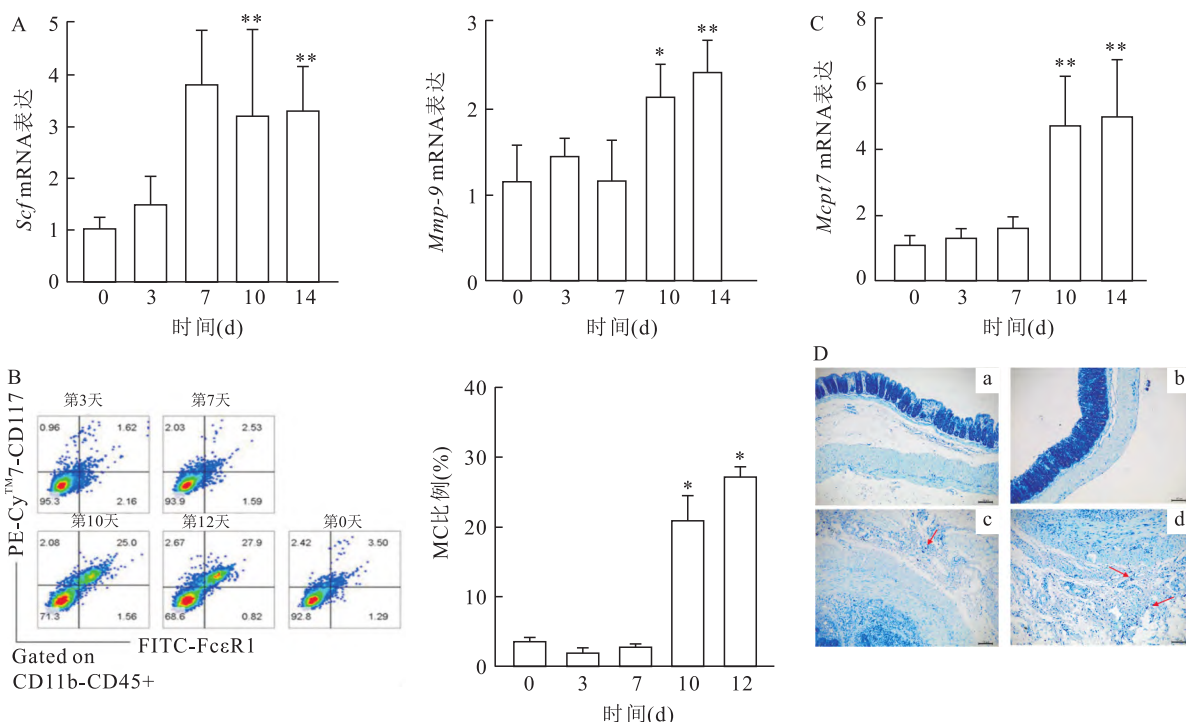 A
Scf mRNA表达
5
4
3
2
1
0
**
**
0 3 7 10 14
时间(d)
Mmp-9 mRNA表达
3
2
1
0
*
**
0 3 7 10 14
时间(d)
C
Mcpt7 mRNA表达
8
6
4
2
0
**
**
0 3 7 10 14
时间(d)
B
PE-Cy™7-CD117
第3天
0.96 1.62
95.3 2.16
第7天
2.03 2.53
93.9 1.59
第10天
2.08 25.0
71.3 1.56
第12天
2.67 27.9
68.6 0.82
第0天
2.42 3.50
92.8 1.29
FITC-FcεR1
Gated on
CD11b-CD45+
MC比例(%)
40
30
20
10
0
*
*
0 3 7 10 12
时间(d)
D
a
b
c
d